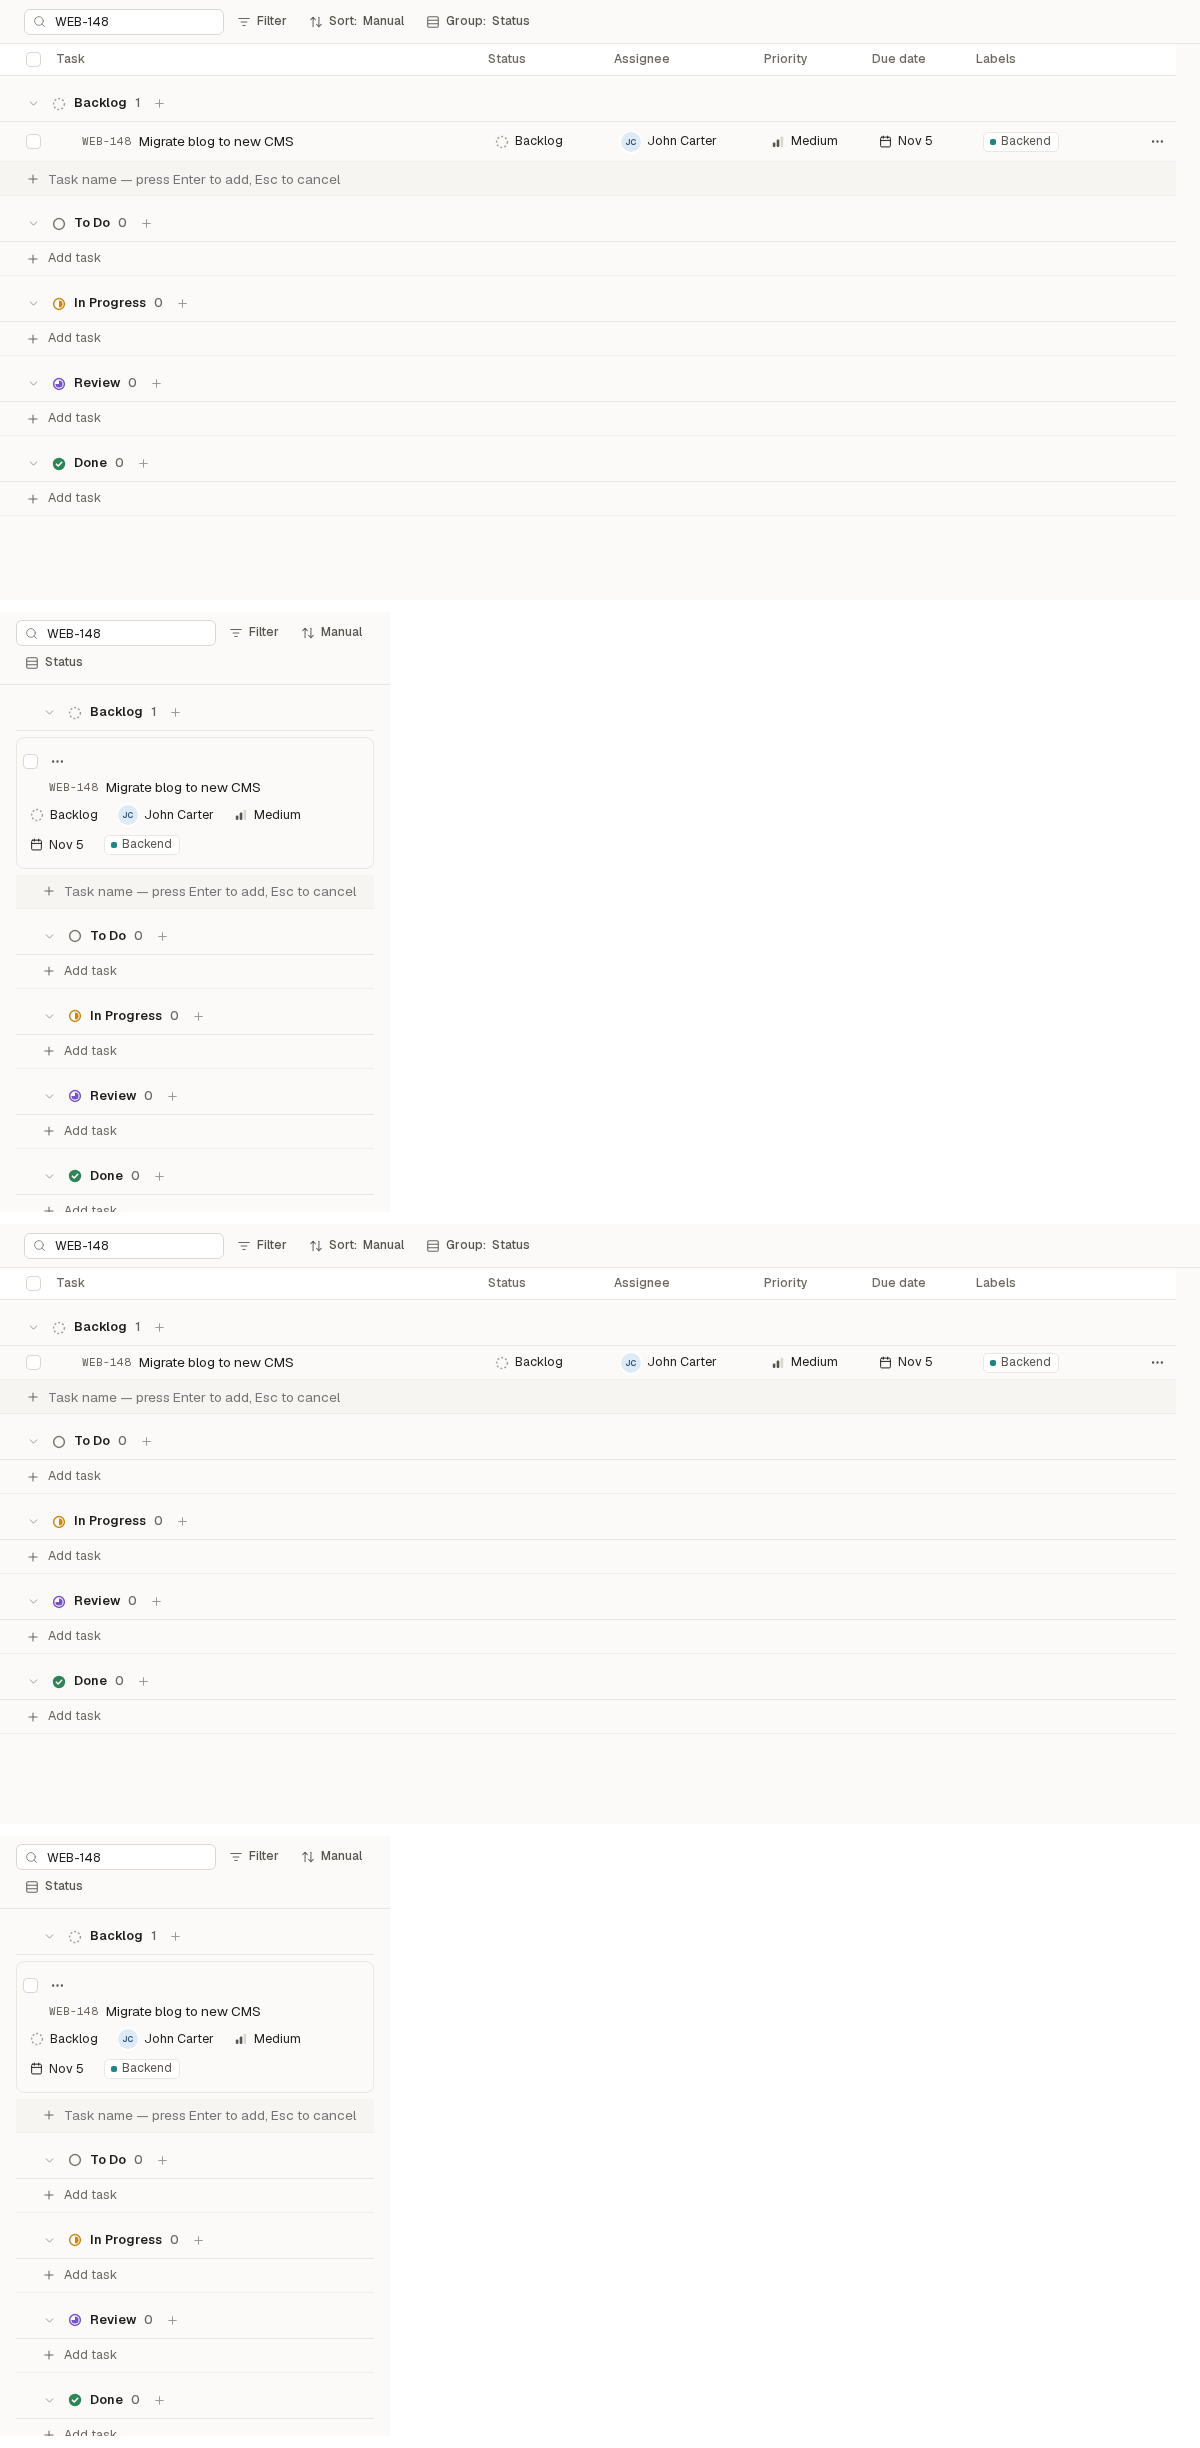 WEB-148 Filter Sort: Manual Group: Status
Task Status Assignee Priority Due date Labels
Backlog 1
WEB-148 Migrate blog to new CMS Backlog JC John Carter Medium Nov 5 Backend
Task name — press Enter to add, Esc to cancel
To Do 0
Add task
In Progress 0
Add task
Review 0
Add task
Done 0
Add task
WEB-148 Filter Manual
Status
Backlog 1
WEB-148 Migrate blog to new CMS
Backlog JC John Carter Medium
Nov 5 Backend
Task name — press Enter to add, Esc to cancel
To Do 0
Add task
In Progress 0
Add task
Review 0
Add task
Done 0
Add task
WEB-148 Filter Sort: Manual Group: Status
Task Status Assignee Priority Due date Labels
Backlog 1
WEB-148 Migrate blog to new CMS Backlog JC John Carter Medium Nov 5 Backend
Task name — press Enter to add, Esc to cancel
To Do 0
Add task
In Progress 0
Add task
Review 0
Add task
Done 0
Add task
WEB-148 Filter Manual
Status
Backlog 1
WEB-148 Migrate blog to new CMS
Backlog JC John Carter Medium
Nov 5 Backend
Task name — press Enter to add, Esc to cancel
To Do 0
Add task
In Progress 0
Add task
Review 0
Add task
Done 0
Add task